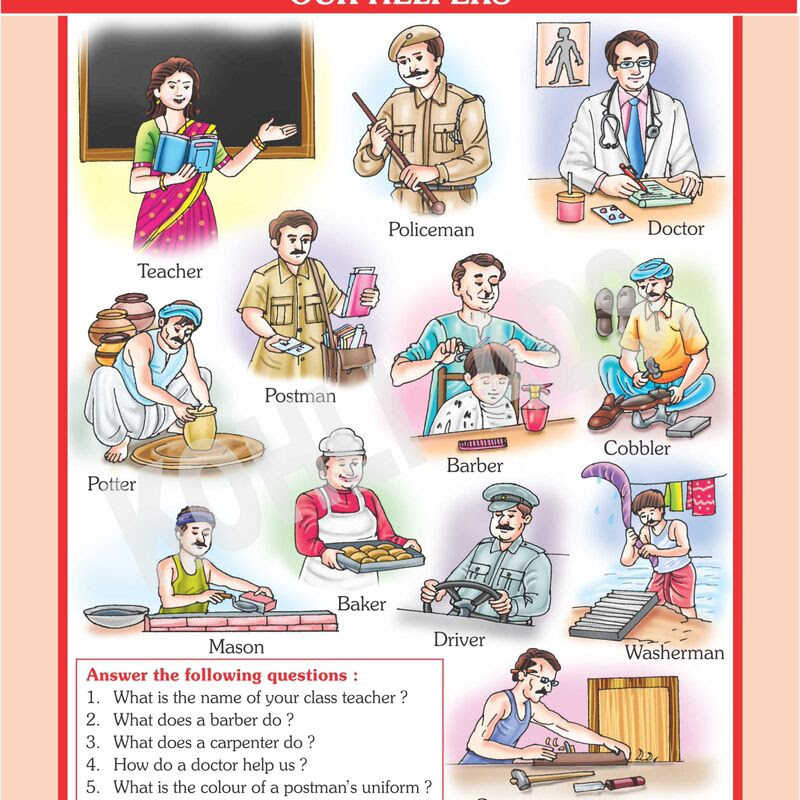 OUR HELPERS
Teacher
Policeman
Doctor
Postman
Potter
Barber
Cobbler
Mason
Baker
Driver
Washerman
Answer the following questions :
1. What is the name of your class teacher ?
2. What does a barber do ?
3. What does a carpenter do ?
4. How do a doctor help us ?
5. What is the colour of a postman's uniform ?